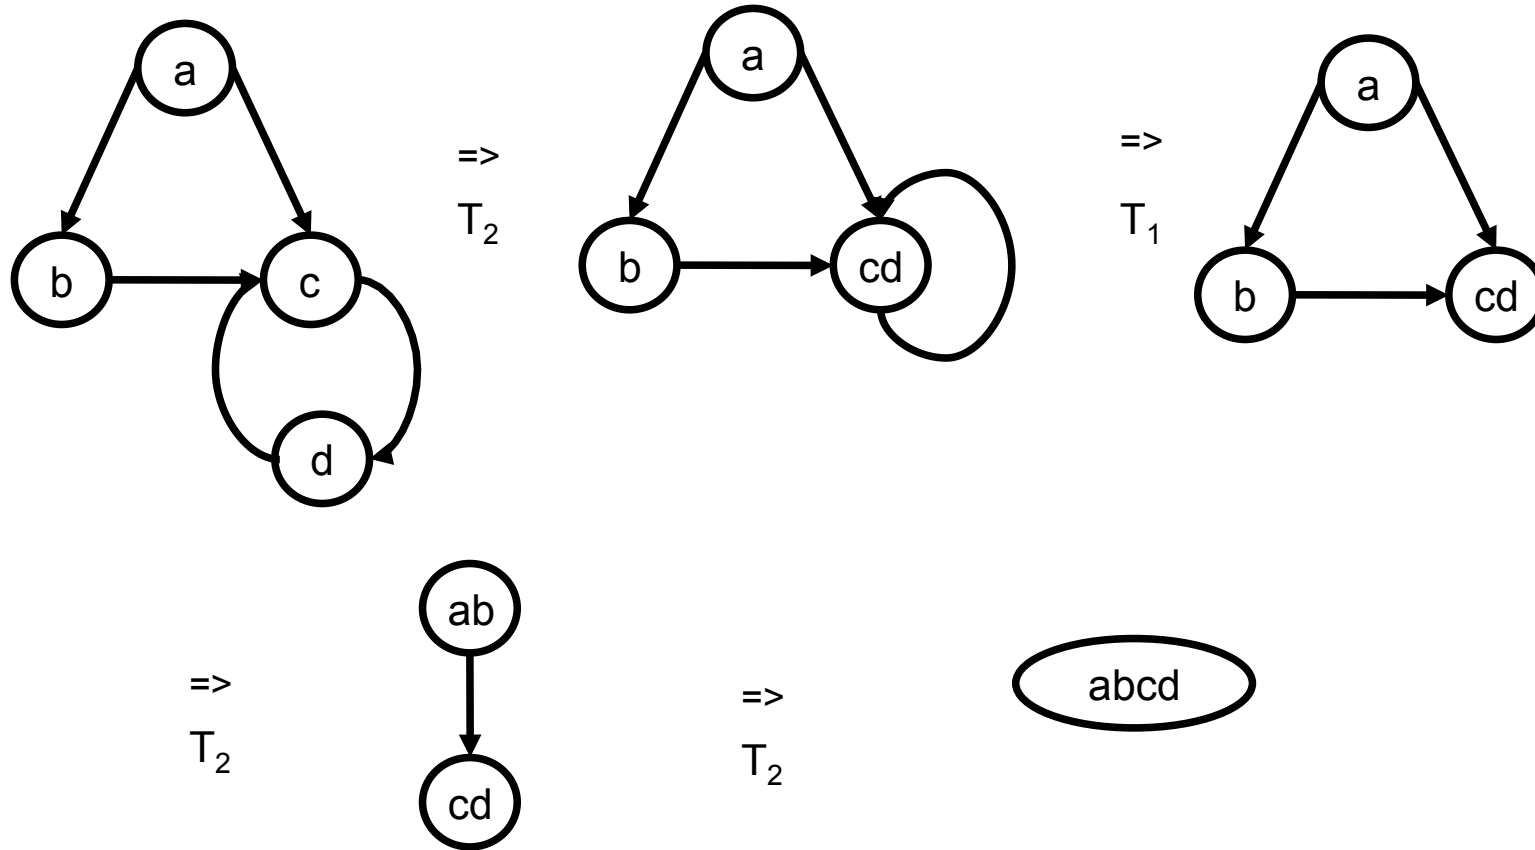 a
b
c
d
=>
T₂
a
b
cd
=>
T₁
a
b
cd
=>
T₂
ab
cd
=>
T₂
abcd